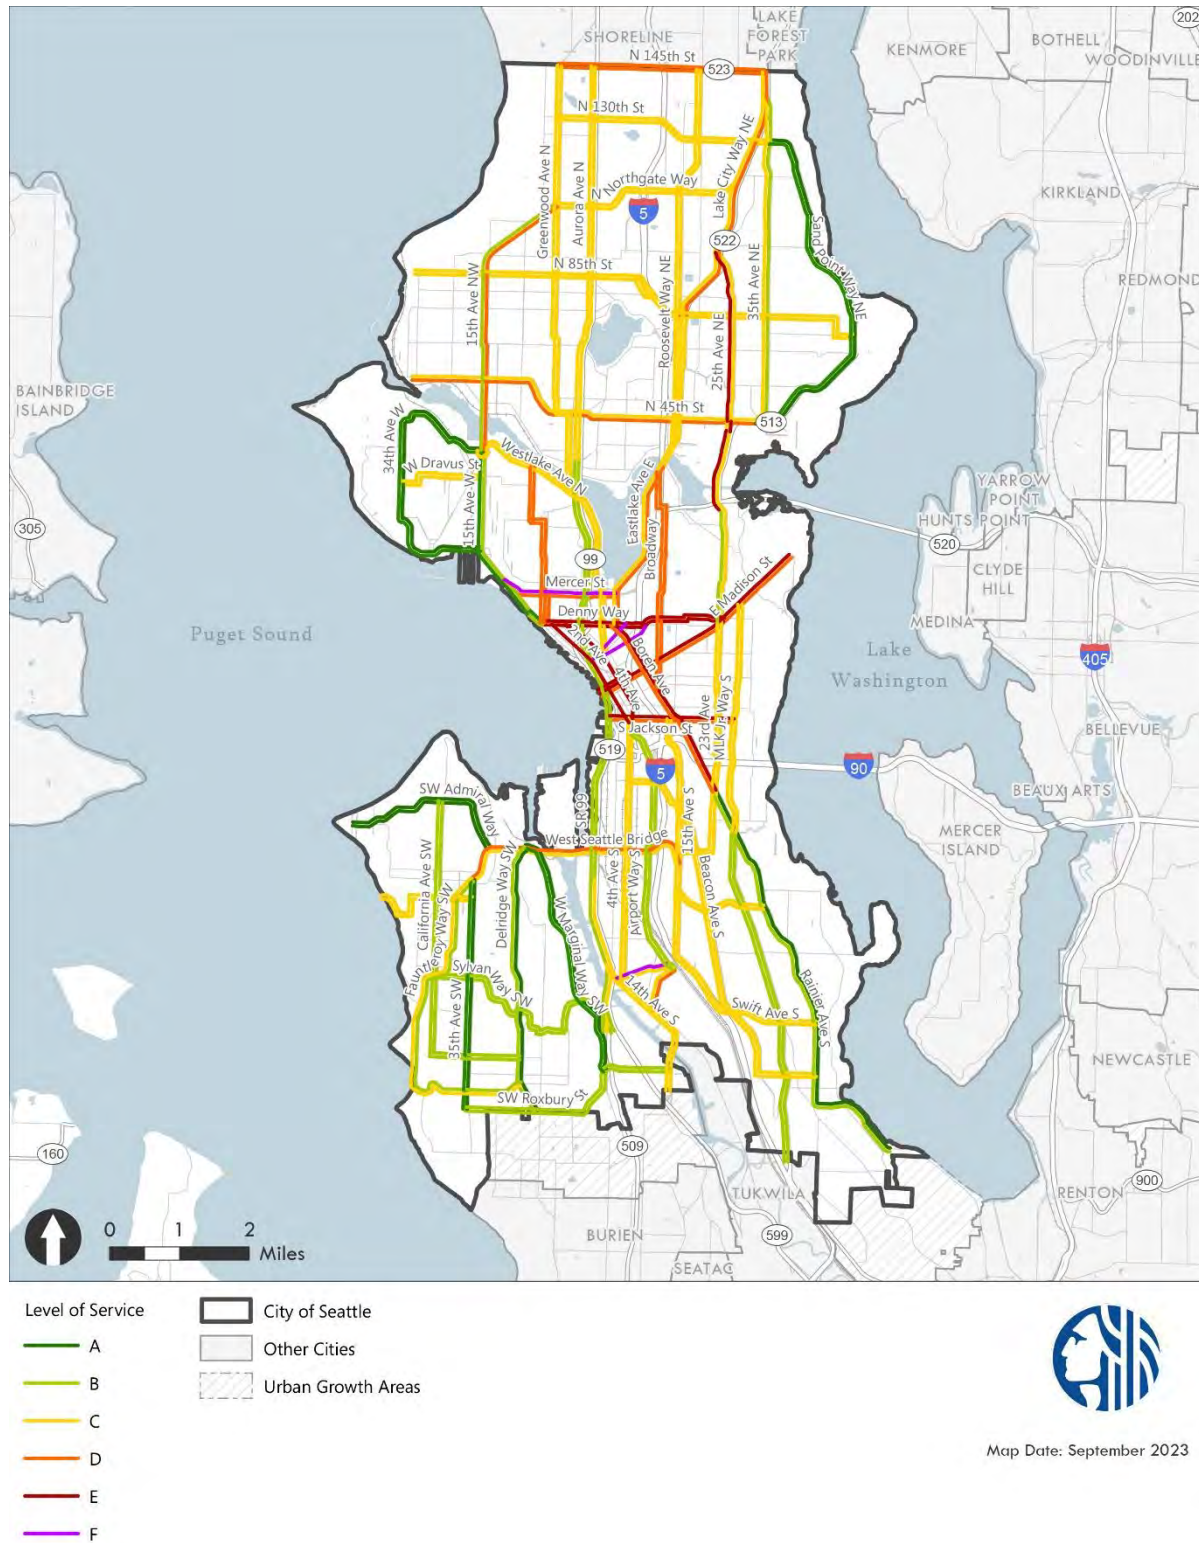 202
LAKE
FOREST
PARK
SHORELINE
KENMORE
BOTHELL
WOODINVILLE
N 145th St
523
N 130th St
Lake City Way NE
Greenwood Ave N
Aurora Ave N
N Northgate Way
5
KIRKLAND
522
Sand Point Way NE
N 85th St
35th Ave NE
REDMOND
15th Ave NW
Roosevelt Way NE
25th Ave NE
BAINBRIDGE
ISLAND
N 45th St
513
34th Ave W
W Dravus St
Westlake Ave N
Eastlake Ave E
YARROW
POINT
HUNTS POINT
305
15th Ave W
520
99
Broadway
CLYDE
HILL
Mercer St
E Madison St
Denny Way
MEDINA
Puget Sound
2nd Ave
Boren Ave
4th Ave
Lake
Washington
405
23rd Ave
MLK Jr. Way S
S Jackson St
BELLEVUE
519
5
90
SW Admiral Way
SR 99
15th Ave S
BEAUX ARTS
West Seattle Bridge
MERCER
ISLAND
California Ave SW
Fauntleroy Way SW
Delridge Way SW
W Marginal Way SW
4th Ave S
Airport Way S
Beacon Ave S
Rainier Ave S
Sylvan Way SW
35th Ave SW
14th Ave S
Swift Ave S
NEWCASTLE
SW Roxbury St
509
160
TUKWILA
RENTON
900
BURIEN
599
SEATAC
0 1 2
Miles
Level of Service
A
B
C
D
E
F
City of Seattle
Other Cities
Urban Growth Areas
Map Date: September 2023